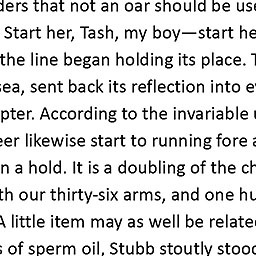 ders that not an oar should be use
Start her, Tash, my boy—start he
the line began holding its place. T
sea, sent back its reflection into e
pter. According to the invariable
eer likewise start to running fore a
n a hold. It is a doubling of the ch
th our thirty-six arms, and one hu
A little item may as well be relate
s of sperm oil, Stubb stoutly stood